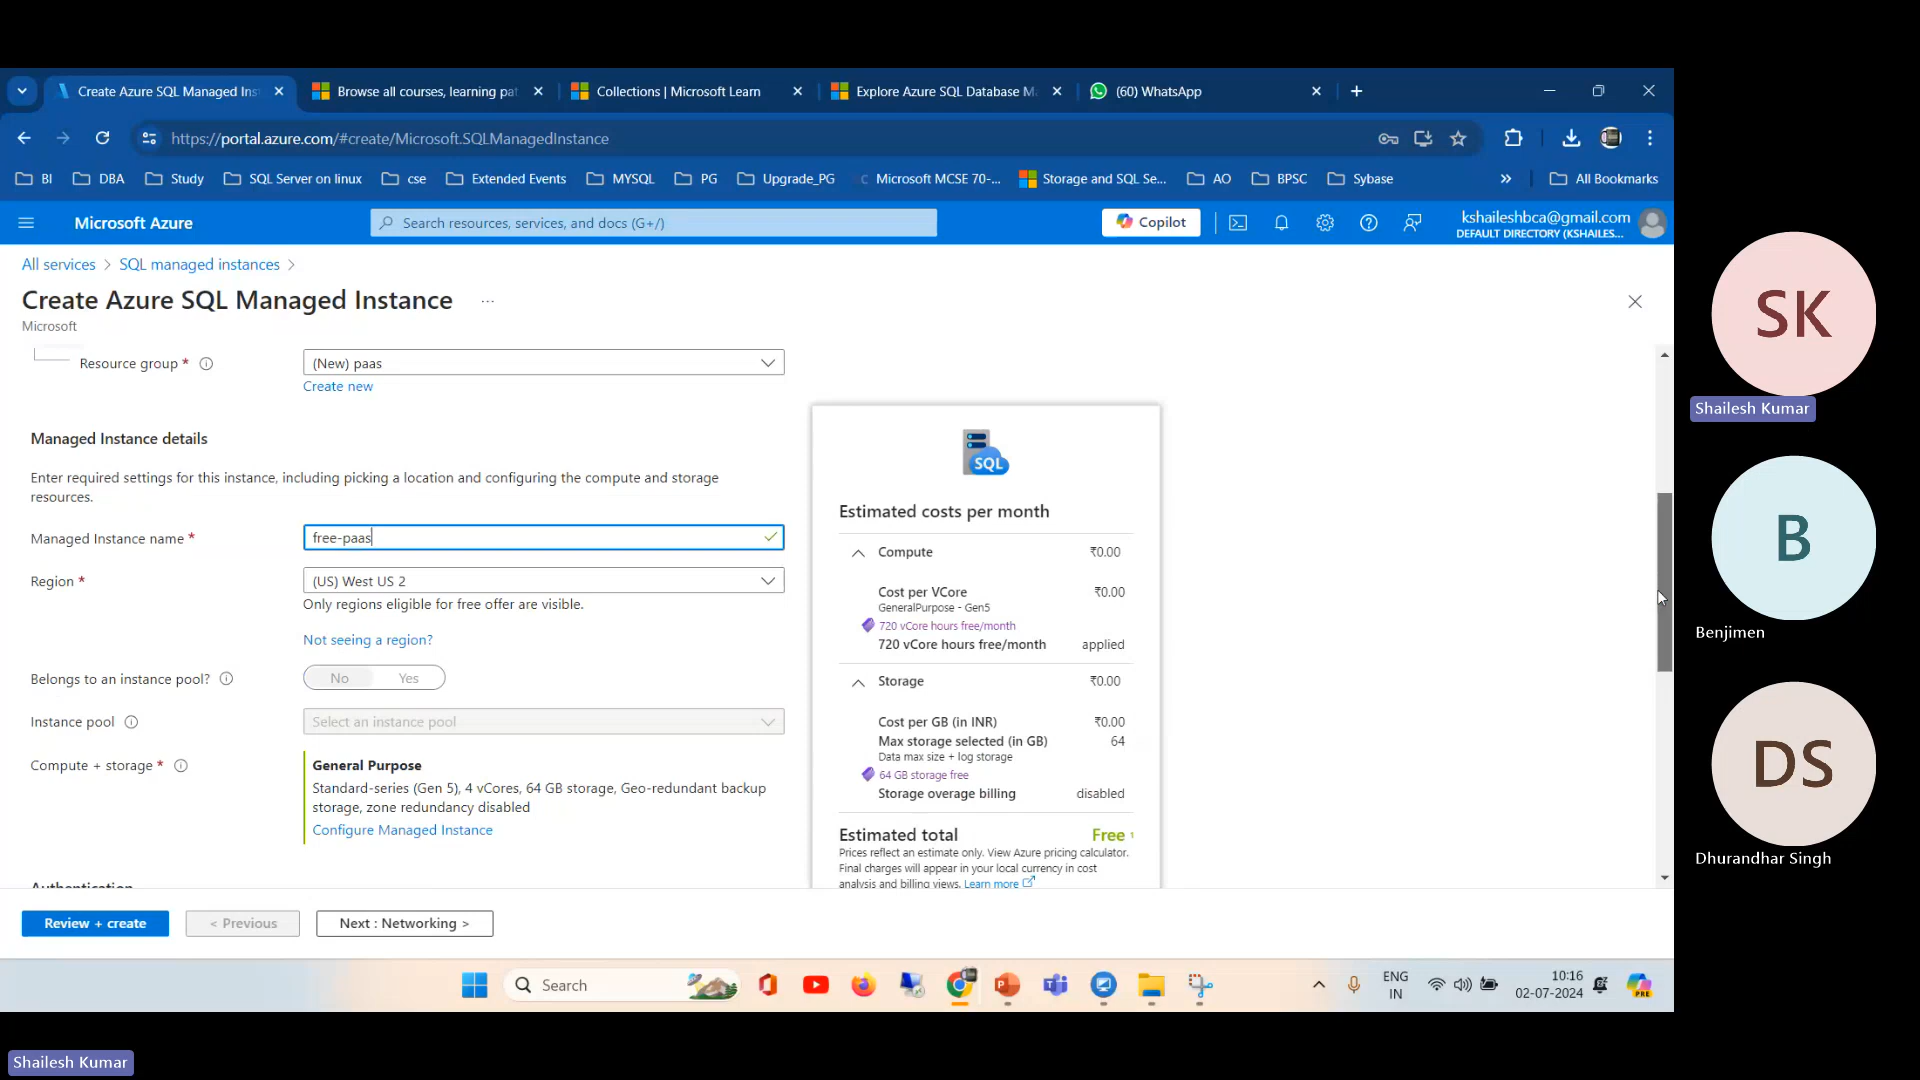 Create Azure SQL Managed Ins
Browse all courses, learning pat
Collections | Microsoft Learn
Explore Azure SQL Database Ma
(60) WhatsApp
https://portal.azure.com/#create/Microsoft.SQLManagedInstance
BI
DBA
Study
SQL Server on linux
cse
Extended Events
MYSQL
PG
Upgrade_PG
Microsoft MCSE 70-...
Storage and SQL Se...
AO
BPSC
Sybase
»
All Bookmarks
Microsoft Azure
Search resources, services, and docs (G+/)
Copilot
kshaileshbca@gmail.com
DEFAULT DIRECTORY (KSHAILES...
All services > SQL managed instances >
Create Azure SQL Managed Instance ...
Microsoft
Resource group *
(New) paas
Create new
Managed Instance details
Enter required settings for this instance, including picking a location and configuring the compute and storage
resources.
Managed Instance name *
free-paas
Region *
(US) West US 2
Only regions eligible for free offer are visible.
Not seeing a region?
Belongs to an instance pool?
No Yes
Instance pool
Select an instance pool
Compute + storage *
General Purpose
Standard-series (Gen 5), 4 vCores, 64 GB storage, Geo-redundant backup
storage, zone redundancy disabled
Configure Managed Instance
Authentication
SQL
Estimated costs per month
Compute ₹0.00
Cost per VCore ₹0.00
GeneralPurpose - Gen5
720 vCore hours free/month
720 vCore hours free/month applied
Storage ₹0.00
Cost per GB (in INR) ₹0.00
Max storage selected (in GB) 64
Data max size + log storage
64 GB storage free
Storage overage billing disabled
Estimated total Free ¹
Prices reflect an estimate only. View Azure pricing calculator.
Final charges will appear in your local currency in cost
analysis and billing views. Learn more
Review + create
< Previous
Next : Networking >
Search
ENG
IN
10:16
02-07-2024
PRE
SK
Shailesh Kumar
B
Benjimen
DS
Dhurandhar Singh
Shailesh Kumar